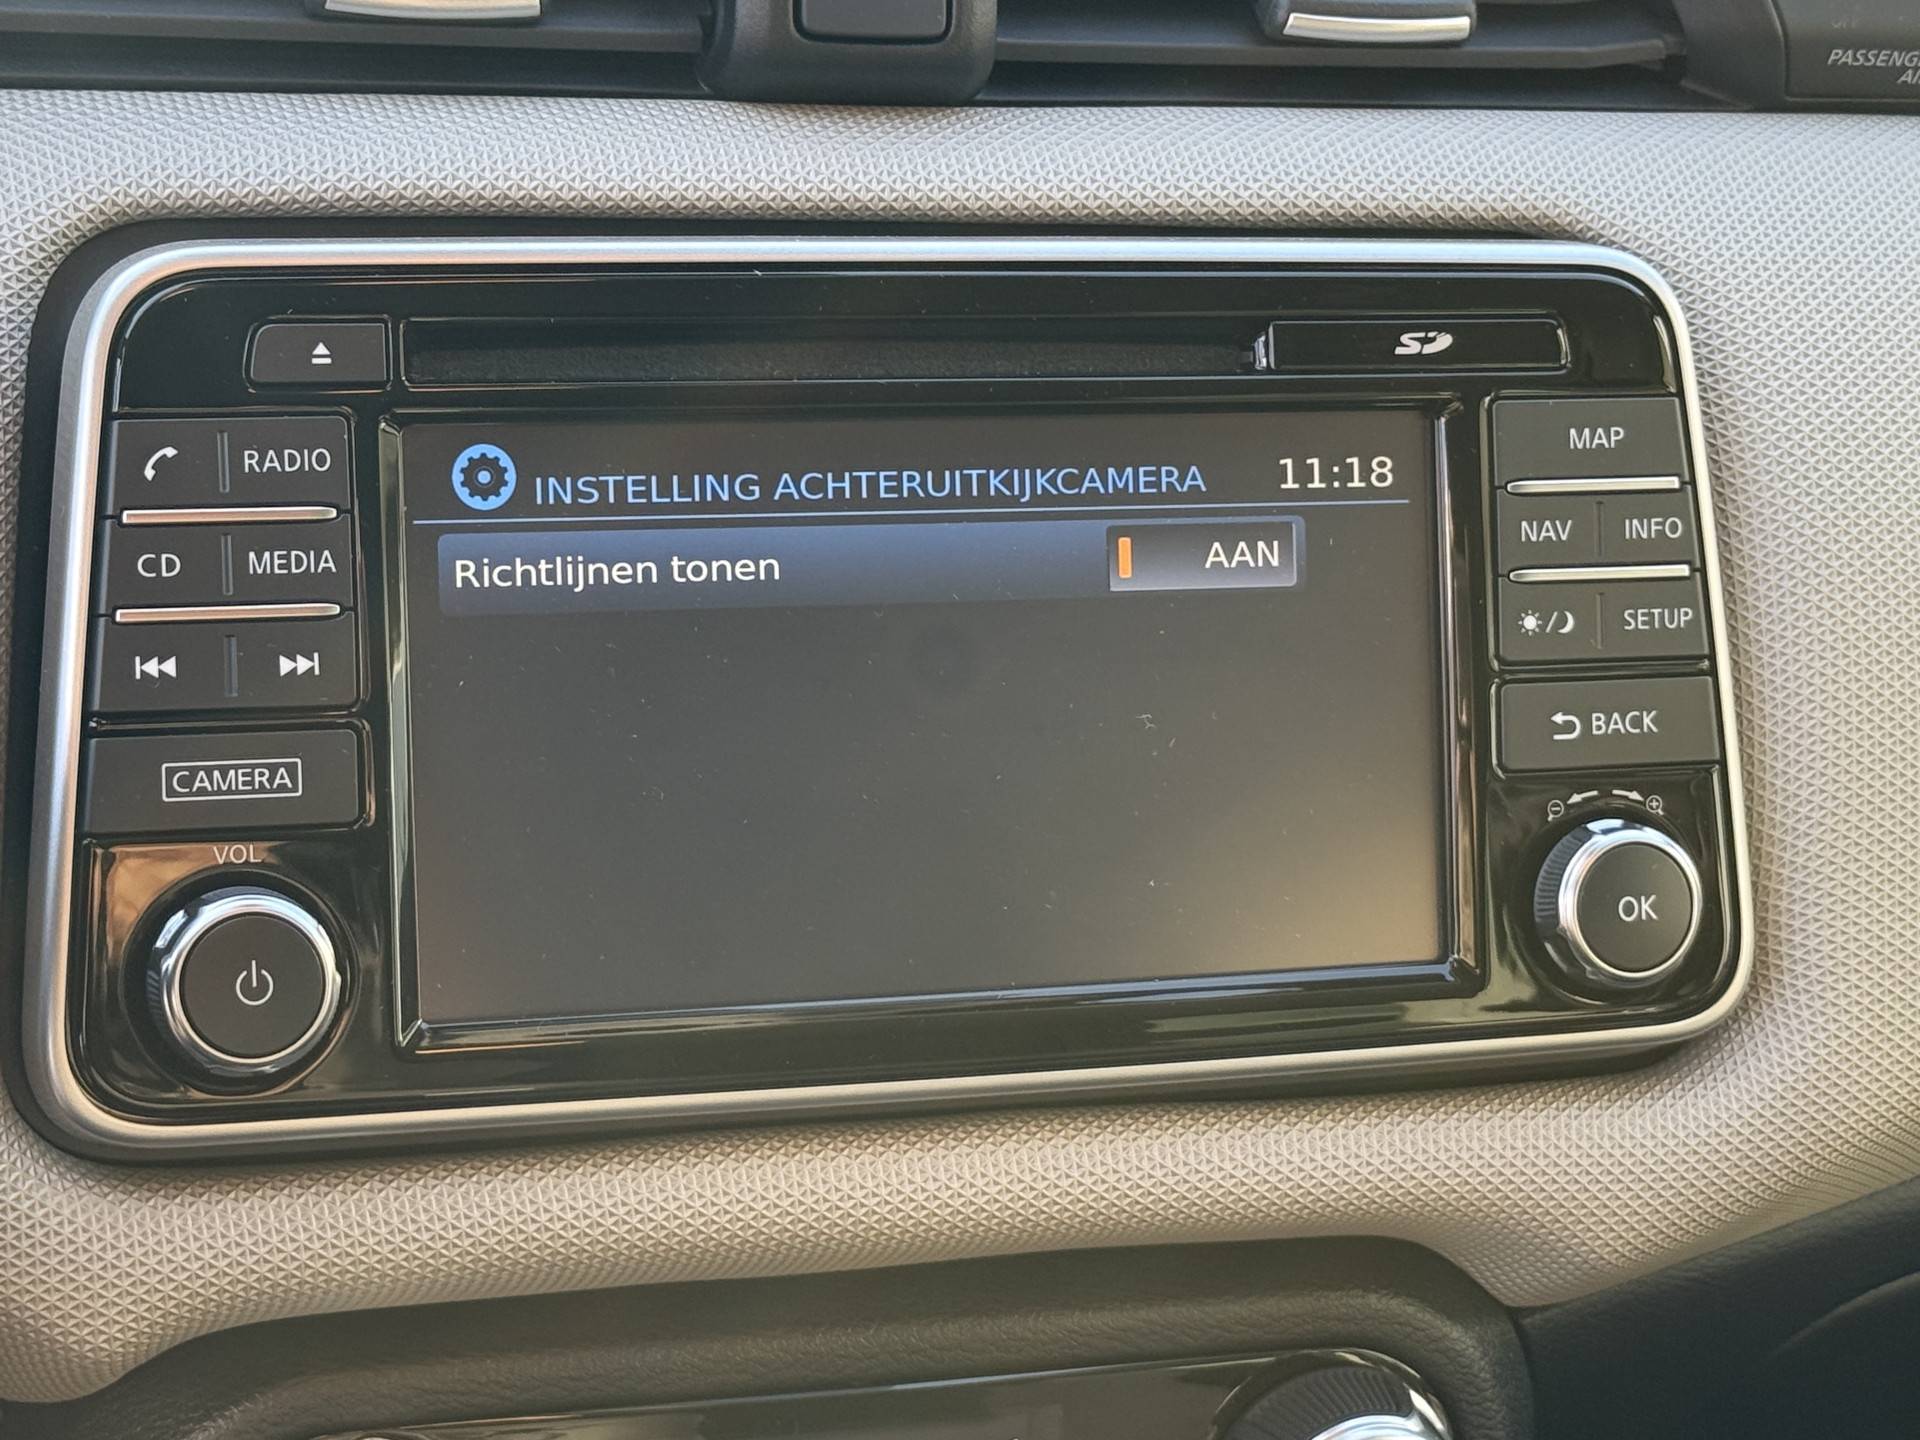 PASSENG
SD
RADIO
CD
MEDIA
CAMERA
VOL
INSTELLING ACHTERUITKIJKCAMERA
11:18
Richtlijnen tonen
AAN
MAP
NAV
INFO
SETUP
BACK
OK